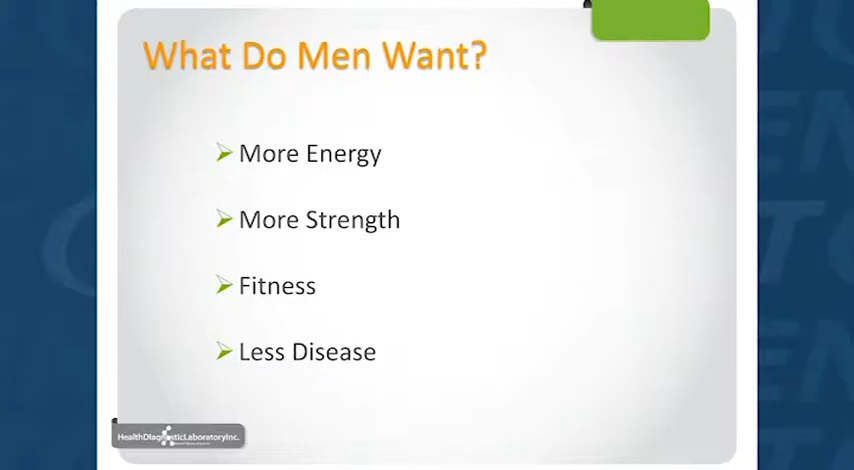 What Do Men Want?
More Energy
More Strength
Fitness
Less Disease
HealthDiagnosticLaboratoryInc.